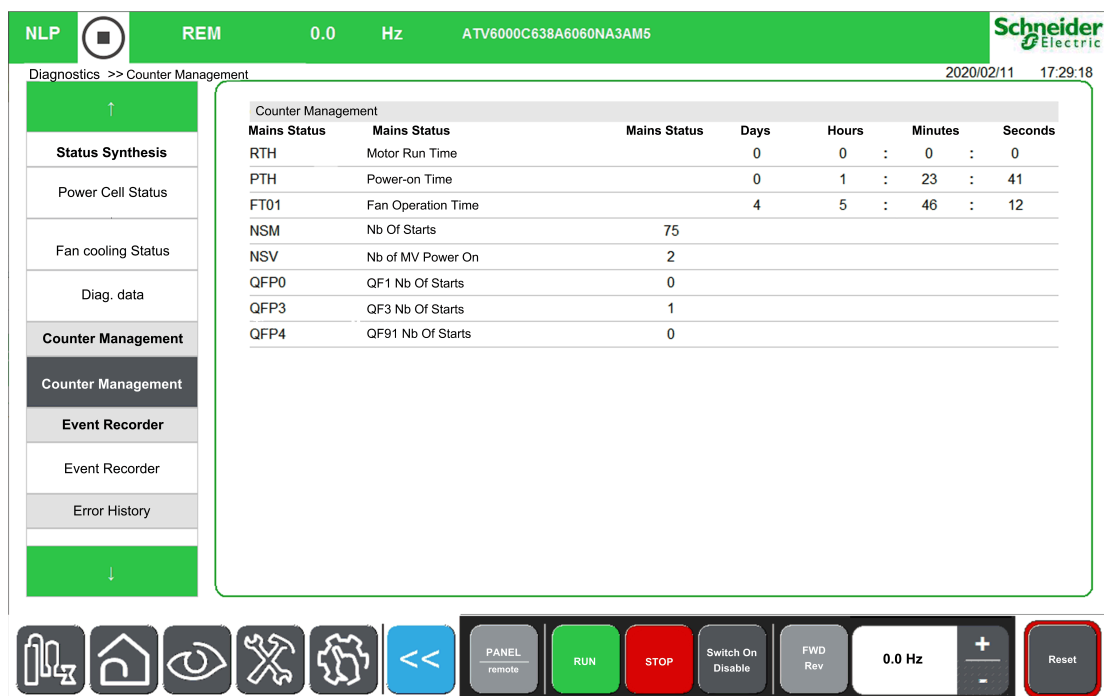 NLP REM 0.0 Hz ATV6000C638A6060NA3AM5 Schneider Electric
Diagnostics >> Counter Management 2020/02/11 17:29:18
↑
Status Synthesis
Power Cell Status
Fan cooling Status
Diag. data
Counter Management
Counter Management
Event Recorder
Event Recorder
Error History
↓
Counter Management
Mains Status Mains Status Mains Status Days Hours Minutes Seconds
RTH Motor Run Time 0 0 : 0 : 0
PTH Power-on Time 0 1 : 23 : 41
FT01 Fan Operation Time 4 5 : 46 : 12
NSM Nb Of Starts 75
NSV Nb of MV Power On 2
QFP0 QF1 Nb Of Starts 0
QFP3 QF3 Nb Of Starts 1
QFP4 QF91 Nb Of Starts 0
<< PANEL remote RUN STOP Switch On Disable FWD Rev 0.0 Hz + - Reset